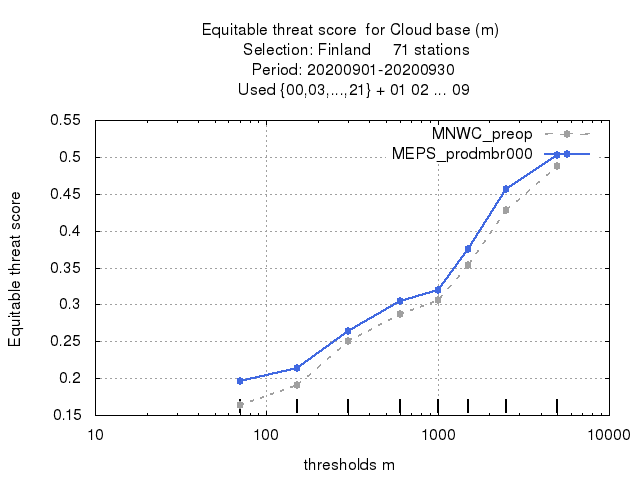 Equitable threat score  for Cloud base (m)
Selection: Finland     71 stations
Period: 20200901-20200930
Used {00,03,...,21} + 01 02 ... 09
MNWC_preop
MEPS_prodmbr000
0.55
0.5
0.45
0.4
0.35
0.3
0.25
0.2
0.15
Equitable threat score
10
100
1000
10000
thresholds m